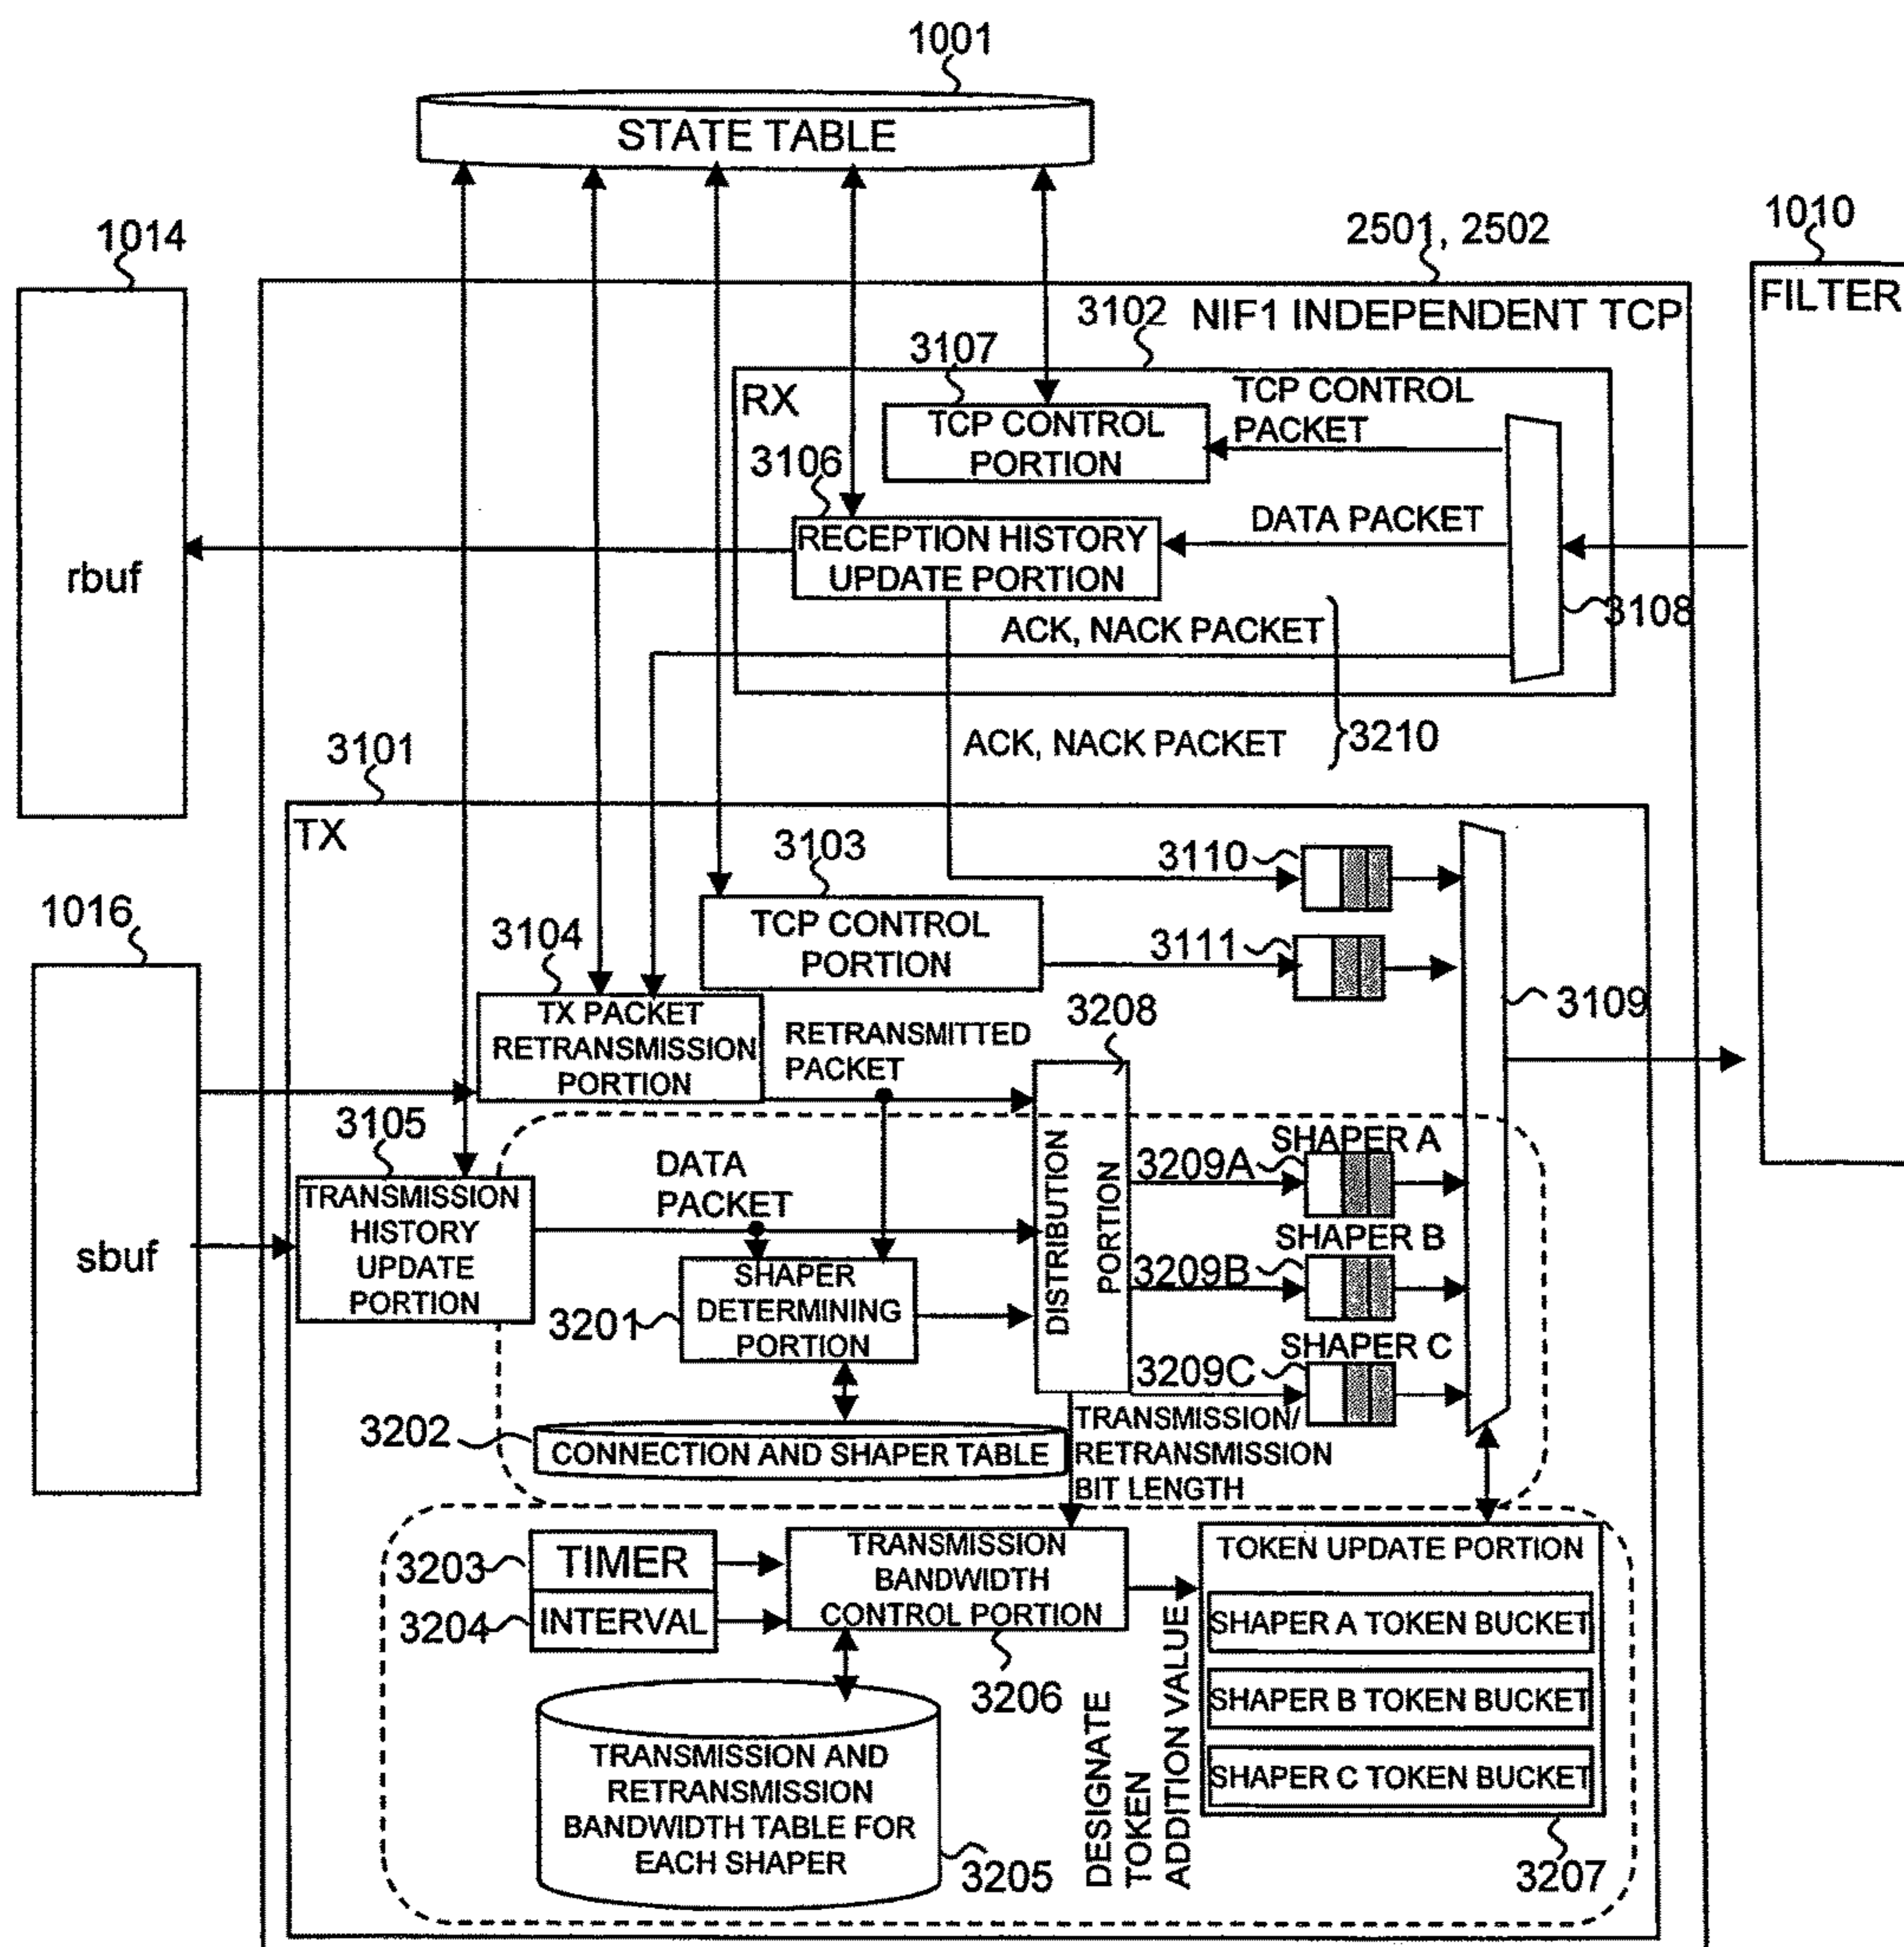 1001
STATE TABLE
1014
2501, 2502
1010
FILTER
NIF1 INDEPENDENT TCP
3102
3107
RX
TCP CONTROL
PORTION
TCP CONTROL
PACKET
3106
RECEPTION HISTORY
UPDATE PORTION
DATA PACKET
rbuf
3108
ACK, NACK PACKET
ACK, NACK PACKET
3210
3101
TX
3103
3110
TCP CONTROL
PORTION
3111
1016
3104
TX PACKET
RETRANSMISSION
PORTION
RETRANSMITTED
PACKET
3208
3109
3105
TRANSMISSION
HISTORY
UPDATE
PORTION
DATA
PACKET
DISTRIBUTION
PORTION
SHAPER A
3209A
SHAPER B
3209B
SHAPER C
3209C
sbuf
SHAPER
DETERMINING
PORTION
3201
3202
CONNECTION AND SHAPER TABLE
TRANSMISSION/
RETRANSMISSION
BIT LENGTH
3203
TIMER
3204
INTERVAL
TRANSMISSION
BANDWIDTH
CONTROL PORTION
3206
TOKEN UPDATE PORTION
SHAPER A TOKEN BUCKET
SHAPER B TOKEN BUCKET
SHAPER C TOKEN BUCKET
3207
DESIGNATE
TOKEN
ADDITION VALUE
TRANSMISSION AND
RETRANSMISSION
BANDWIDTH TABLE FOR
EACH SHAPER
3205